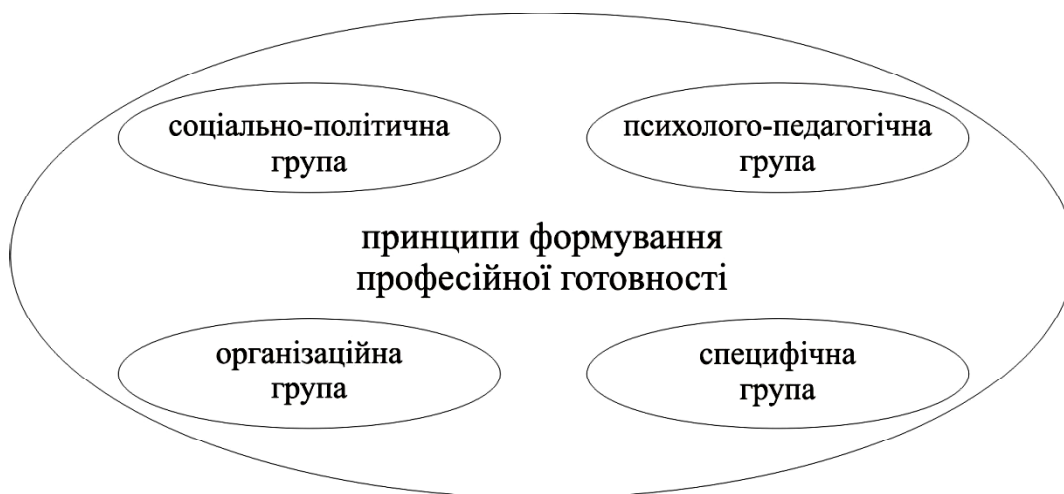 соціально-політична
група
психолого-педагогічна
група
принципи формування
професійної готовності
організаційна
група
специфічна
група